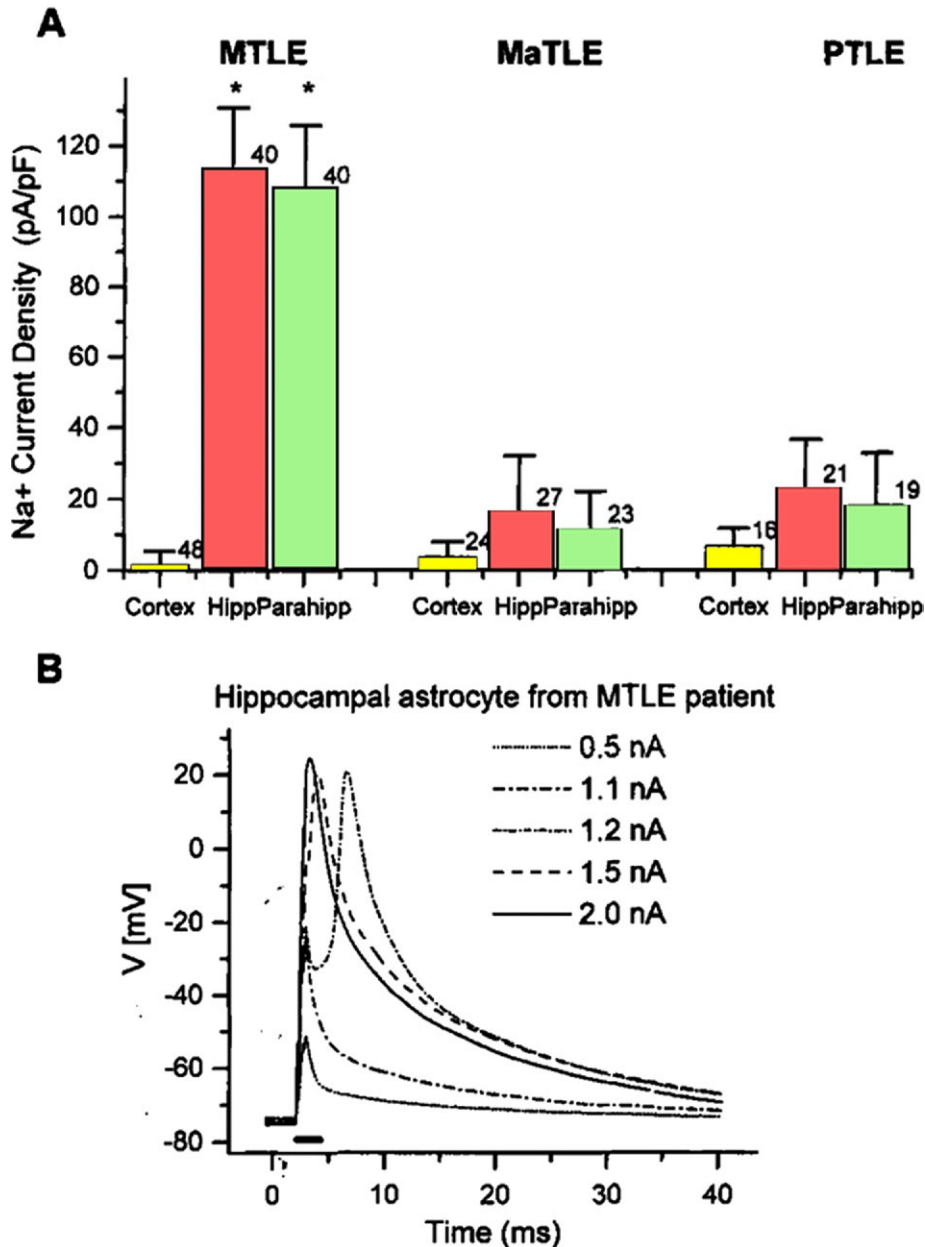 A
MTLE MaTLE PTLE
* *
Na+ Current Density (pA/pF)
120
100
80
60
40
20
0
40
40
48
27
23
24
21
19
16
Cortex HippParahipp Cortex HippParahipp Cortex HippParahipp
B
Hippocampal astrocyte from MTLE patient
0.5 nA
1.1 nA
1.2 nA
1.5 nA
2.0 nA
V [mV]
20
0
-20
-40
-60
-80
0 10 20 30 40
Time (ms)